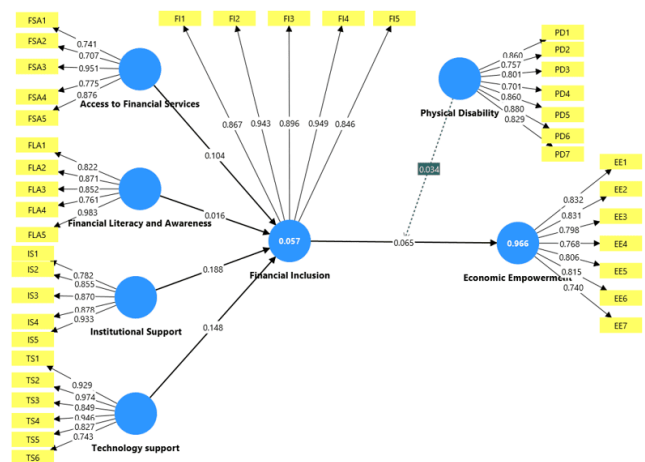 FSA1
FSA2
FSA3
FSA4
FSA5
0.741
0.707
0.951
0.775
0.876
Access to Financial Services
FLA1
FLA2
FLA3
FLA4
FLA5
0.822
0.871
0.852
0.761
0.983
Financial Literacy and Awareness
IS1
IS2
IS3
IS4
IS5
0.782
0.855
0.870
0.878
0.933
Institutional Support
TS1
TS2
TS3
TS4
TS5
TS6
0.929
0.974
0.849
0.946
0.827
0.743
Technology support
0.104
0.016
0.188
0.148
FI1
FI2
FI3
FI4
FI5
0.867
0.943
0.896
0.949
0.846
0.057
Financial Inclusion
0.065
0.034
Physical Disability
0.860
0.757
0.801
0.701
0.860
0.880
0.829
PD1
PD2
PD3
PD4
PD5
PD6
PD7
0.966
Economic Empowerment
0.832
0.831
0.798
0.768
0.806
0.815
0.740
EE1
EE2
EE3
EE4
EE5
EE6
EE7